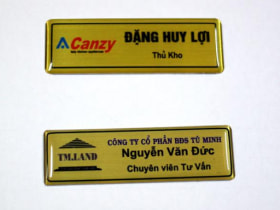 Canzy
ĐẶNG HUY LỢI
Thủ Kho
TM.LAND
CÔNG TY CỔ PHẦN BĐS TÚ MINH
Nguyễn Văn Đức
Chuyên viên Tư Vấn